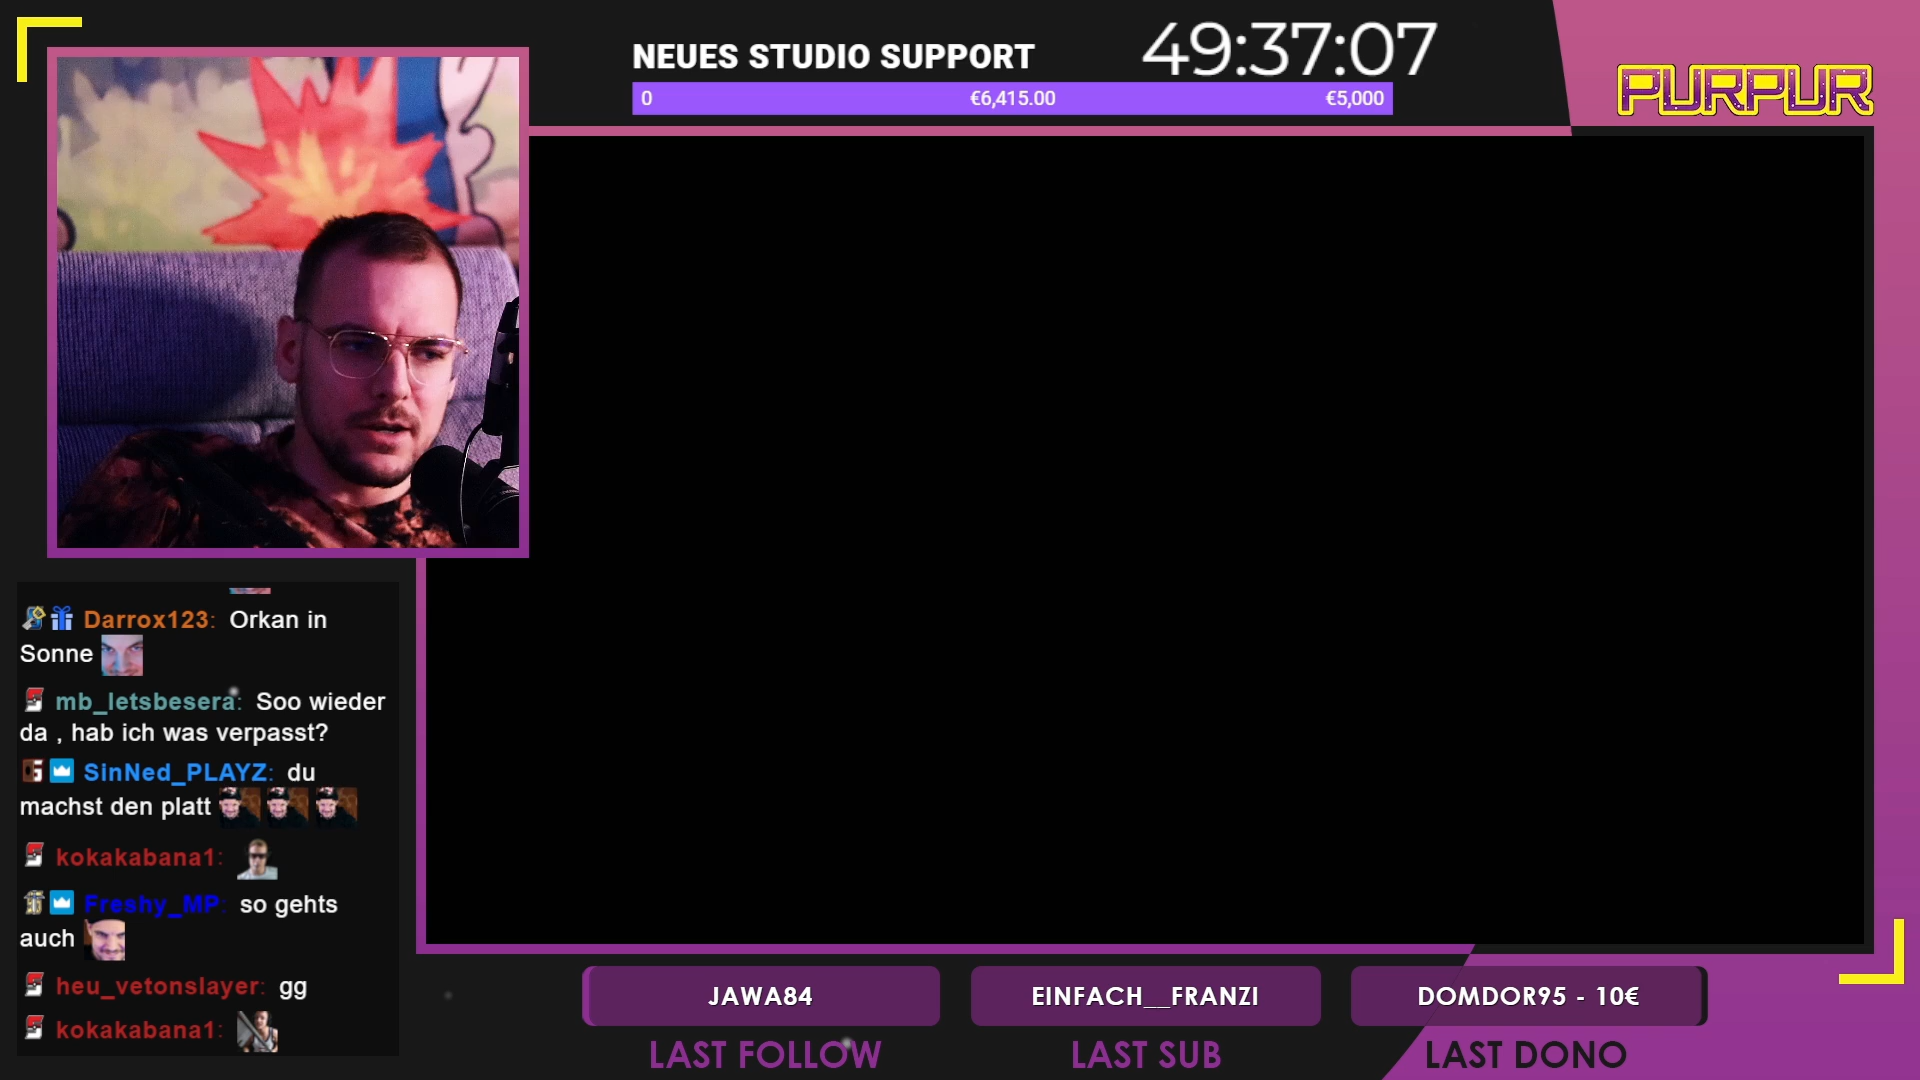 NEUES STUDIO SUPPORT
49:37:07
0 €6,415.00 €5,000
PURPUR
Darrox123: Orkan in
Sonne
mb_letsbesera: Soo wieder
da , hab ich was verpasst?
SinNed_PLAYZ: du
machst den platt
kokakabana1:
Freshy_MP: so gehts
auch
heu_vetonslayer: gg
kokakabana1:
JAWA84
EINFACH__FRANZI
DOMDOR95 - 10€
LAST FOLLOW
LAST SUB
LAST DONO